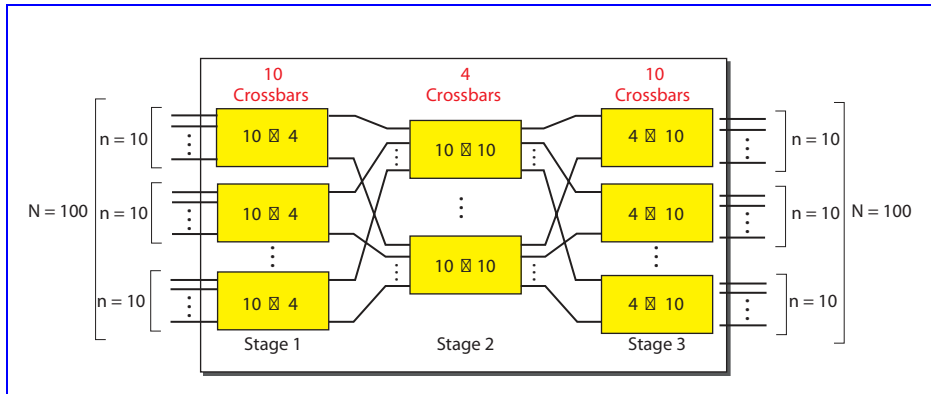 10 Crossbars
4 Crossbars
10 Crossbars
n = 10
10 � 4
10 � 10
4 � 10
n = 10
N = 100
n = 10
10 � 4
4 � 10
n = 10
N = 100
n = 10
10 � 4
10 � 10
4 � 10
n = 10
Stage 1
Stage 2
Stage 3